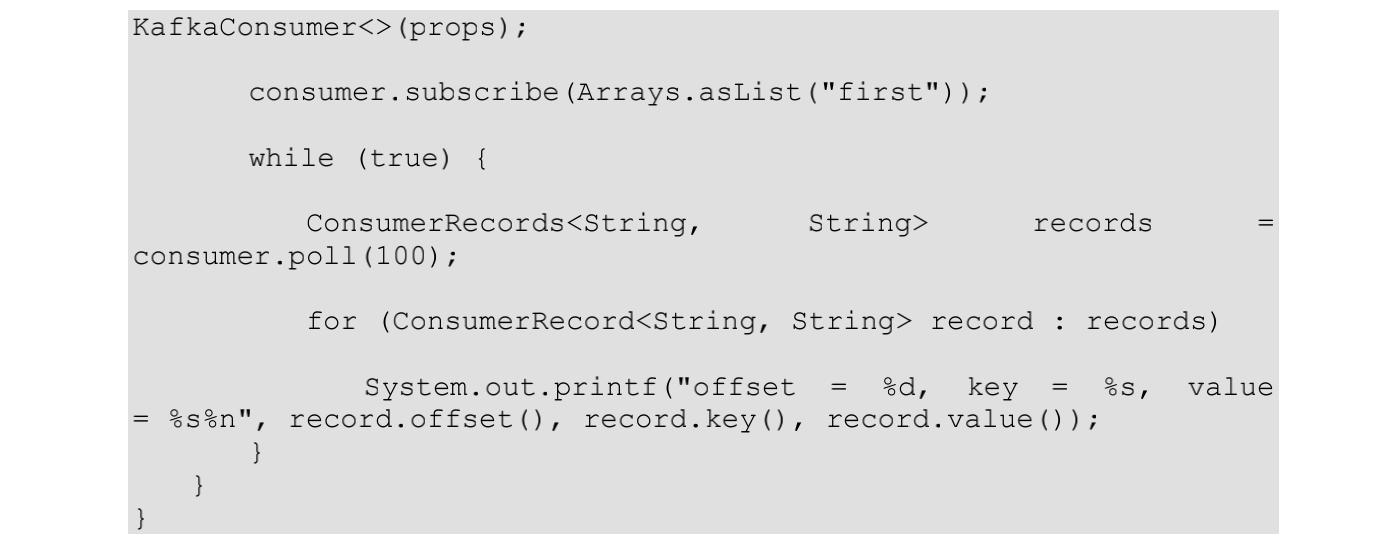 KafkaConsumer<>(props);
consumer.subscribe(Arrays.asList("first"));
while (true) {
ConsumerRecords<String, String> records =
consumer.poll(100);
for (ConsumerRecord<String, String> record : records)
System.out.printf("offset = %d, key = %s, value
= %s%n", record.offset(), record.key(), record.value());
}
}
}